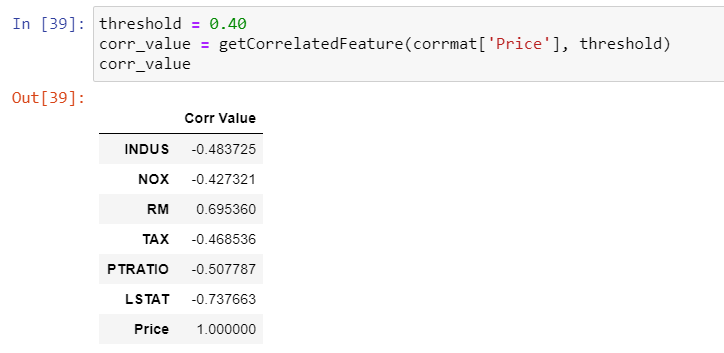 In [39]: threshold = 0.40
corr_value = getCorrelatedFeature(corrmat['Price'], threshold)
corr_value
Out[39]:
Corr Value
INDUS -0.483725
NOX -0.427321
RM 0.695360
TAX -0.468536
PTRATIO -0.507787
LSTAT -0.737663
Price 1.000000